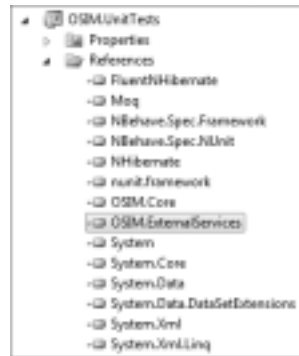 OSIM.UnitTests
Properties
References
FluentNHibernate
Moq
NBehave.Spec.Framework
NBehave.Spec.NUnit
NHibernate
nunit.framework
OSIM.Core
OSIM.ExternalServices
System
System.Core
System.Data
System.Data.DataSetExtensions
System.Xml
System.Xml.Linq